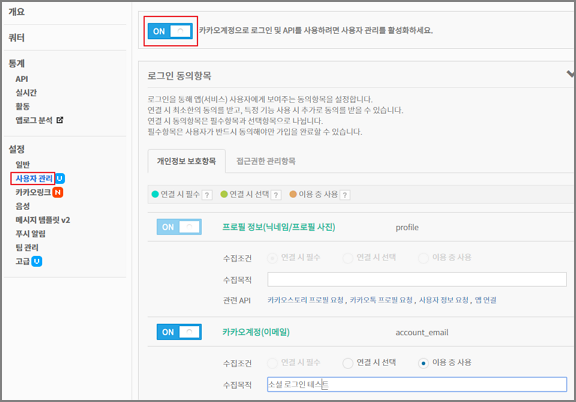 개요
쿼터
통계
API
실시간
활동
앱로그 분석
설정
일반
사용자 관리 U
카카오링크 N
음성
메시지 템플릿 v2
푸시 알림
팀 관리
고급 U
ON 카카오계정으로 로그인 및 API를 사용하려면 사용자 관리를 활성화하세요.
로그인 동의항목
로그인을 통해 앱(서비스) 사용자에게 보여주는 동의항목을 설정합니다.
연결 시 최소한의 동의를 받고, 특정 기능 사용 시 추가로 동의를 받을 수 있습니다.
연결 시 동의항목은 필수항목과 선택항목으로 나뉩니다.
필수항목은 사용자가 반드시 동의해야만 가입을 완료할 수 있습니다.
개인정보 보호항목 접근권한 관리항목
연결 시 필수 ? 연결 시 선택 ? 이용 중 사용 ?
ON 프로필 정보(닉네임/프로필 사진) profile
수집조건 연결 시 필수 연결 시 선택 이용 중 사용
수집목적
관련 API 카카오스토리 프로필 요청 , 카카오톡 프로필 요청 , 사용자 정보 요청 , 앱 연결
ON 카카오계정(이메일) account_email
수집조건 연결 시 필수 연결 시 선택 이용 중 사용
수집목적 소셜 로그인 테스트